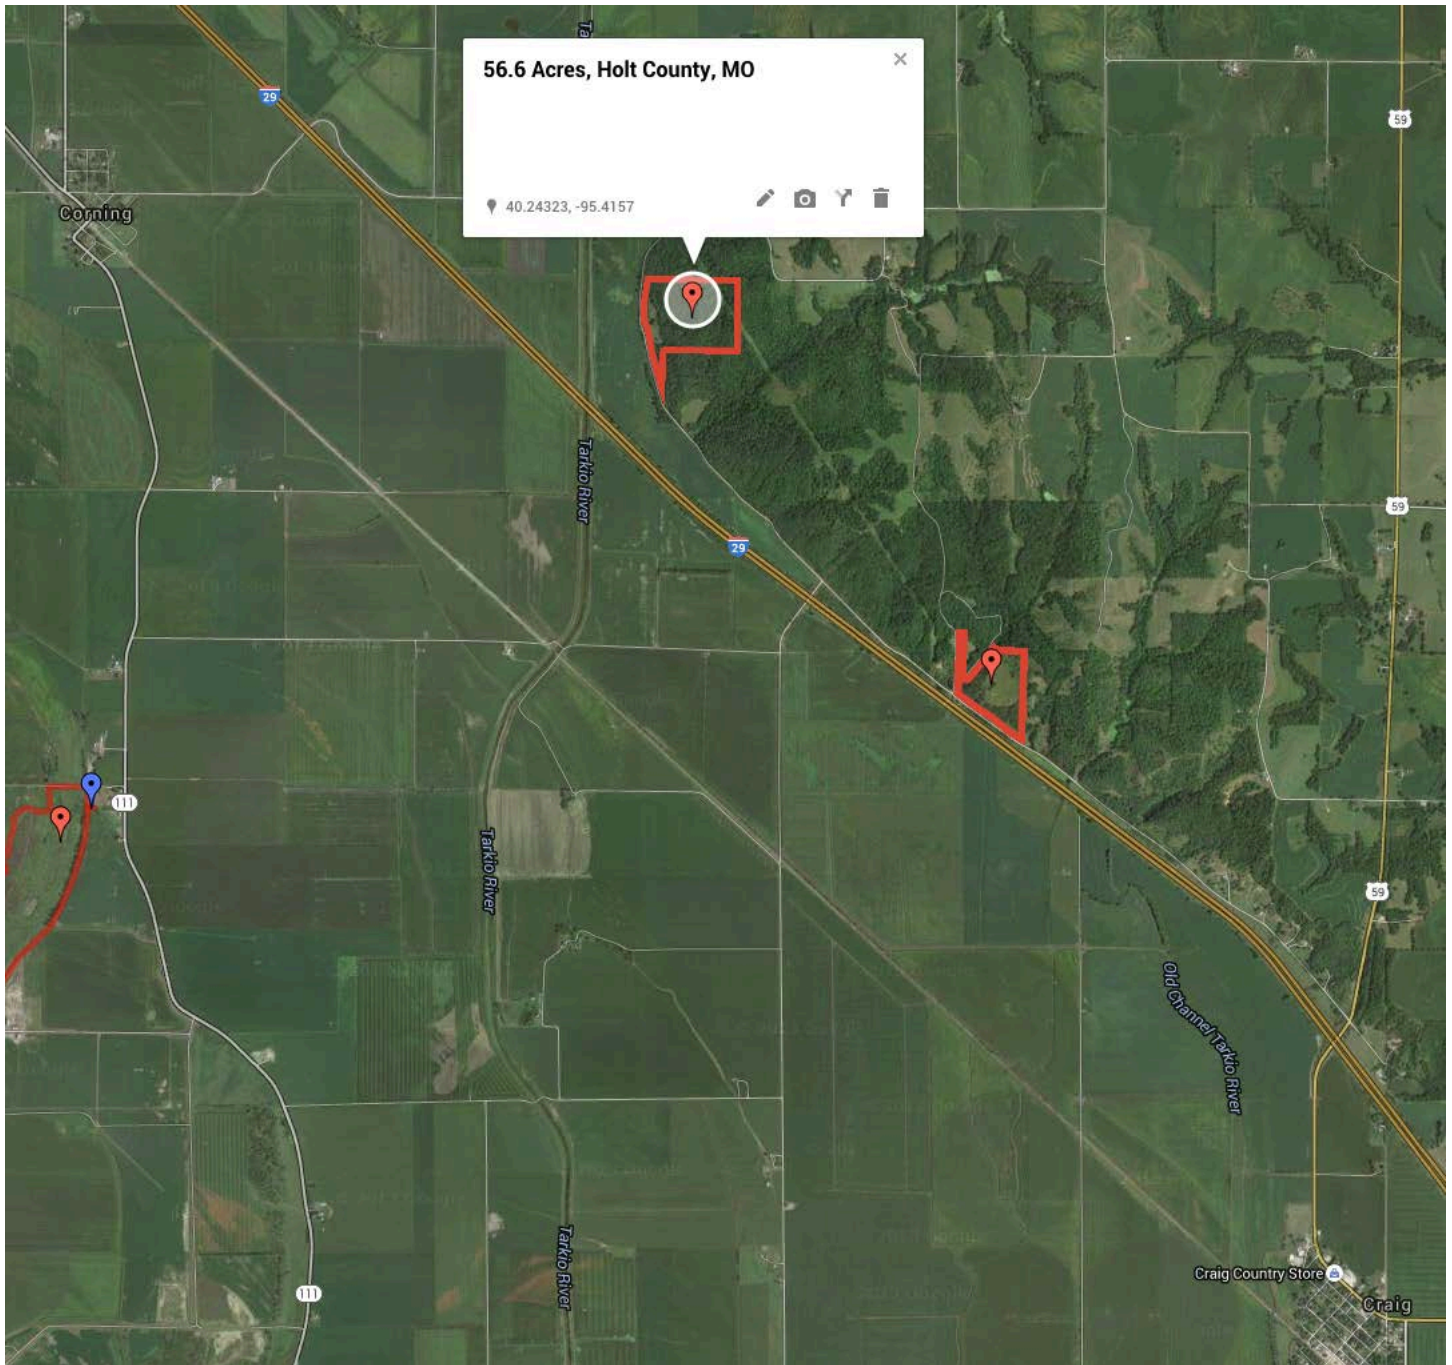 Ta
56.6 Acres, Holt County, MO
40.24323, -95.4157
29
59
Corning
Tarkio River
59
29
111
Tarkio River
59
Old Channel Tarkio River
Tarkio River
111
Craig Country Store
Craig